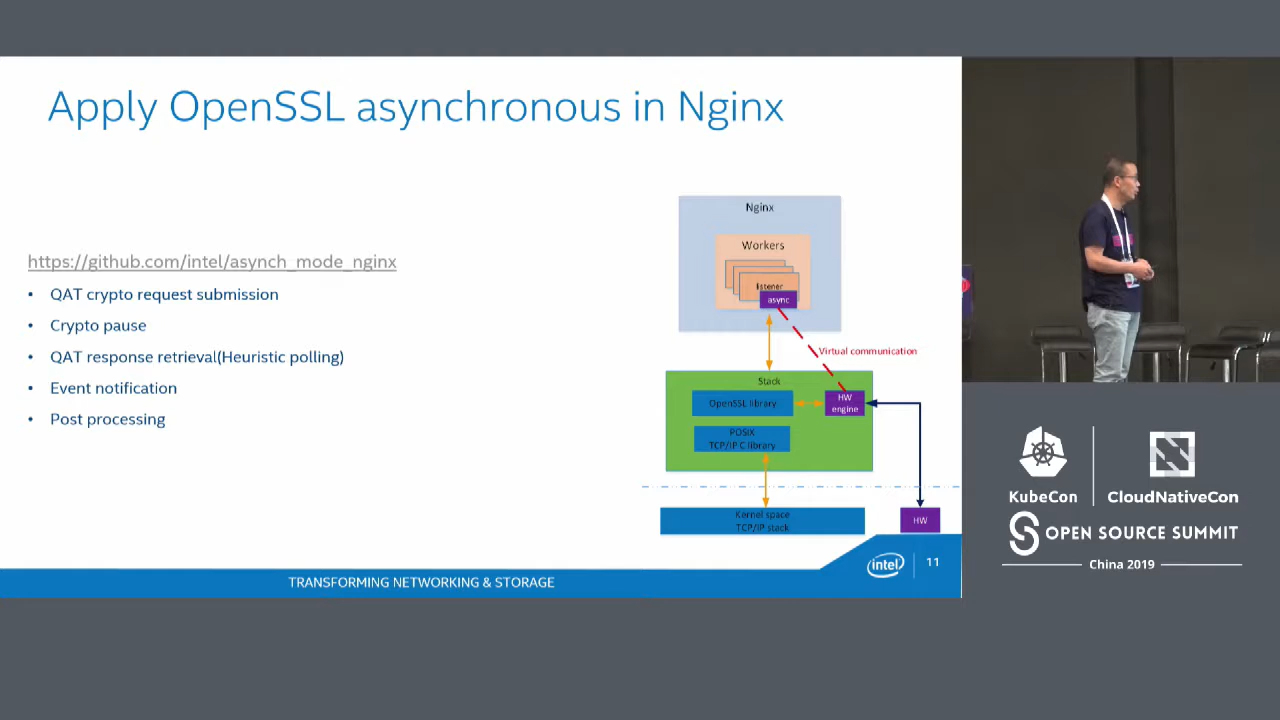 Apply OpenSSL asynchronous in Nginx
https://github.com/intel/asynch_mode_nginx
• QAT crypto request submission
• Crypto pause
• QAT response retrieval(Heuristic polling)
• Event notification
• Post processing
Nginx
Workers
listener
async
Virtual communication
Stack
OpenSSL library
HW
engine
POSIX
TCP/IP C library
Kernel space
TCP/IP stack
HW
TRANSFORMING NETWORKING & STORAGE
intel
11
KubeCon
CloudNativeCon
OPEN SOURCE SUMMIT
China 2019